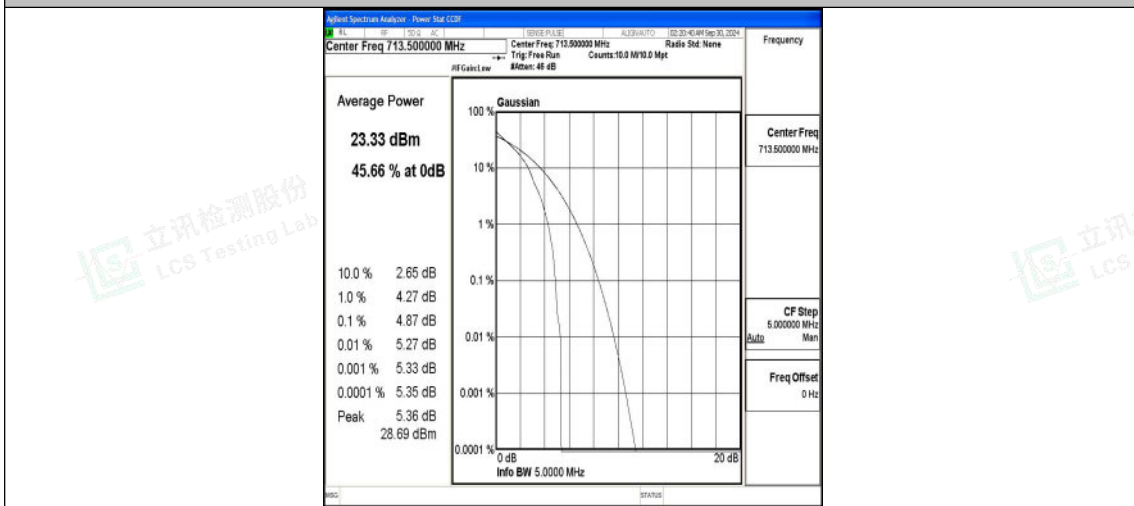 Agilent Spectrum Analyzer - Power Stat CCDF
RL RF 50 Ω AC SENSE:PULSE ALIGNAUTO 02:20:40 AM Sep 30, 2024
Center Freq 713.500000 MHz
Center Freq: 713.500000 MHz Radio Std: None
Trig: Free Run Counts:10.0 M/10.0 Mpt
#IFGain:Low #Atten: 46 dB
Frequency
Average Power
23.33 dBm
45.66 % at 0dB
10.0 % 2.65 dB
1.0 % 4.27 dB
0.1 % 4.87 dB
0.01 % 5.27 dB
0.001 % 5.33 dB
0.0001 % 5.35 dB
Peak 5.36 dB
28.69 dBm
Gaussian
100 %
10 %
1 %
0.1 %
0.01 %
0.001 %
0.0001 %
0 dB 20 dB
Info BW 5.0000 MHz
Center Freq
713.500000 MHz
CF Step
5.000000 MHz
Auto Man
Freq Offset
0 Hz
MSG STATUS
立讯检测股份
LCS Testing Lab
立讯
LCS